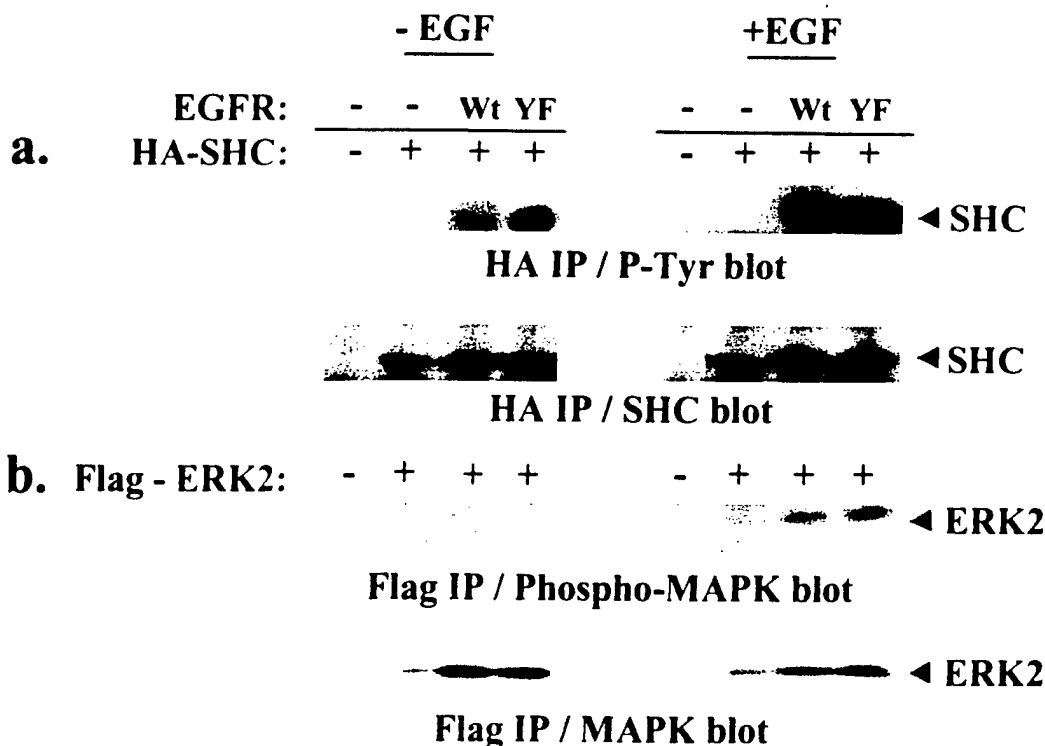 - EGF +EGF
EGFR: - - Wt YF - - Wt YF
a. HA-SHC: - + + + - + + +
◄ SHC
HA IP / P-Tyr blot
◄ SHC
HA IP / SHC blot
b. Flag - ERK2: - + + + - + + +
◄ ERK2
Flag IP / Phospho-MAPK blot
◄ ERK2
Flag IP / MAPK blot